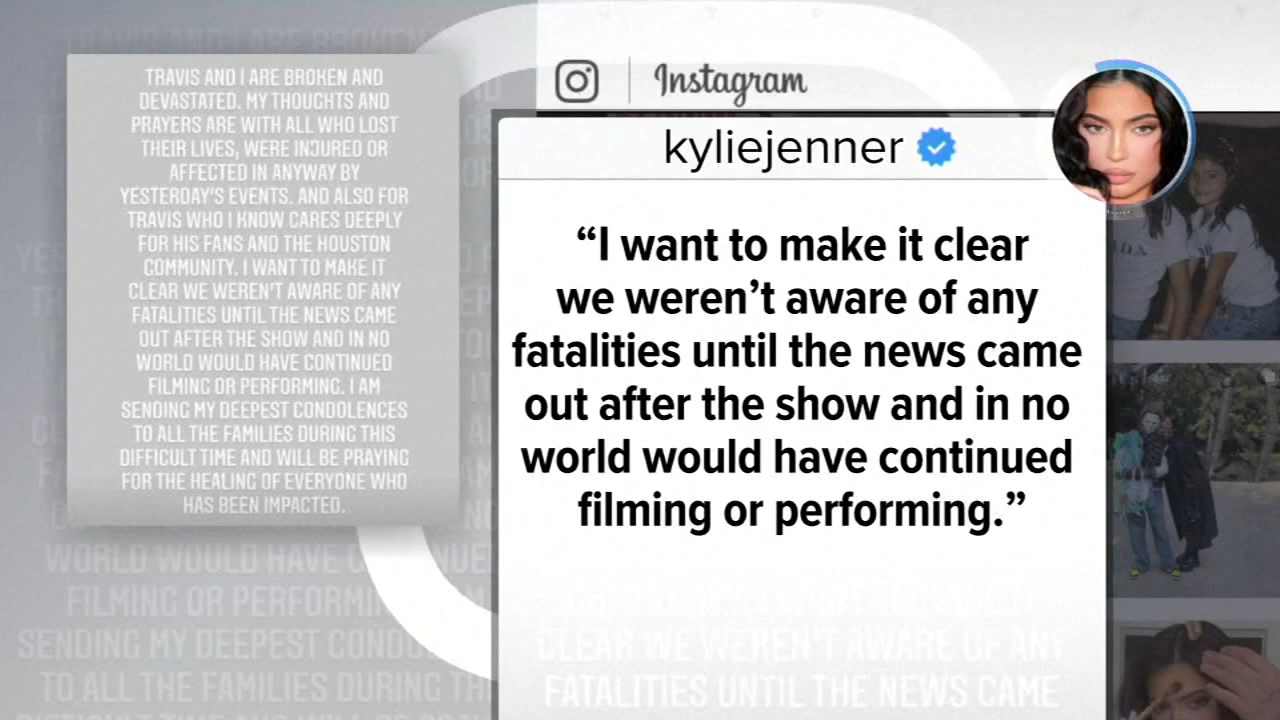 TRAVIS AND I ARE BROKEN AND
DEVASTATED. MY THOUGHTS AND
PRAYERS ARE WITH ALL WHO LOST
THEIR LIVES, WERE INJURED OR
AFFECTED IN ANYWAY BY
YESTERDAY'S EVENTS. AND ALSO FOR
TRAVIS WHO I KNOW CARES DEEPLY
FOR HIS FANS AND THE HOUSTON
COMMUNITY. I WANT TO MAKE IT
CLEAR WE WEREN'T AWARE OF ANY
FATALITIES UNTIL THE NEWS CAME
OUT AFTER THE SHOW AND IN NO
WORLD WOULD HAVE CONTINUED
FILMING OR PERFORMING. I AM
SENDING MY DEEPEST CONDOLENCES
TO ALL THE FAMILIES DURING THIS
DIFFICULT TIME AND WILL BE PRAYING
FOR THE HEALING OF EVERYONE WHO
HAS BEEN IMPACTED.
Instagram
kyliejenner
“I want to make it clear
we weren’t aware of any
fatalities until the news came
out after the show and in no
world would have continued
filming or performing.”
WORLD WOULD HAVE
FILMING OR PERFORMI
SENDING MY DEEPEST CONDO
TO ALL THE FAMILIES DURING TH
CLEAR WE WEREN'T AWARE OF ANY
FATALITIES UNTIL THE NEWS CAME